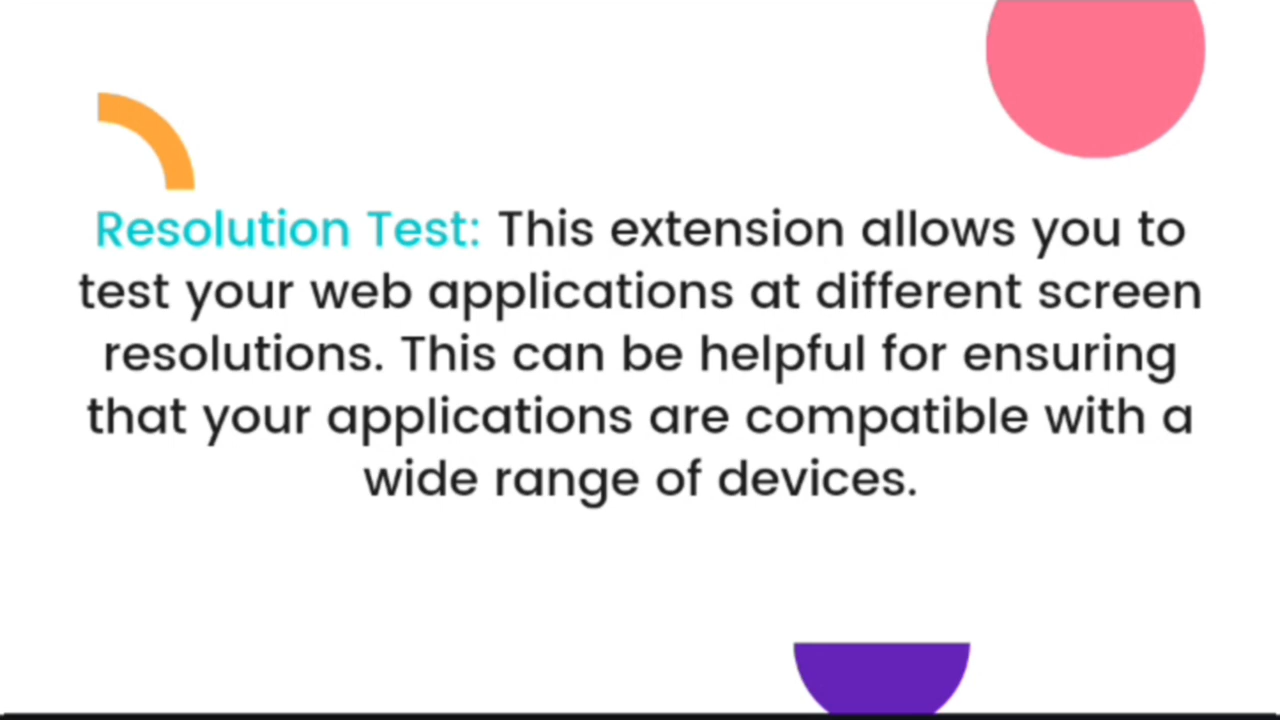 Resolution Test: This extension allows you to
test your web applications at different screen
resolutions. This can be helpful for ensuring
that your applications are compatible with a
wide range of devices.